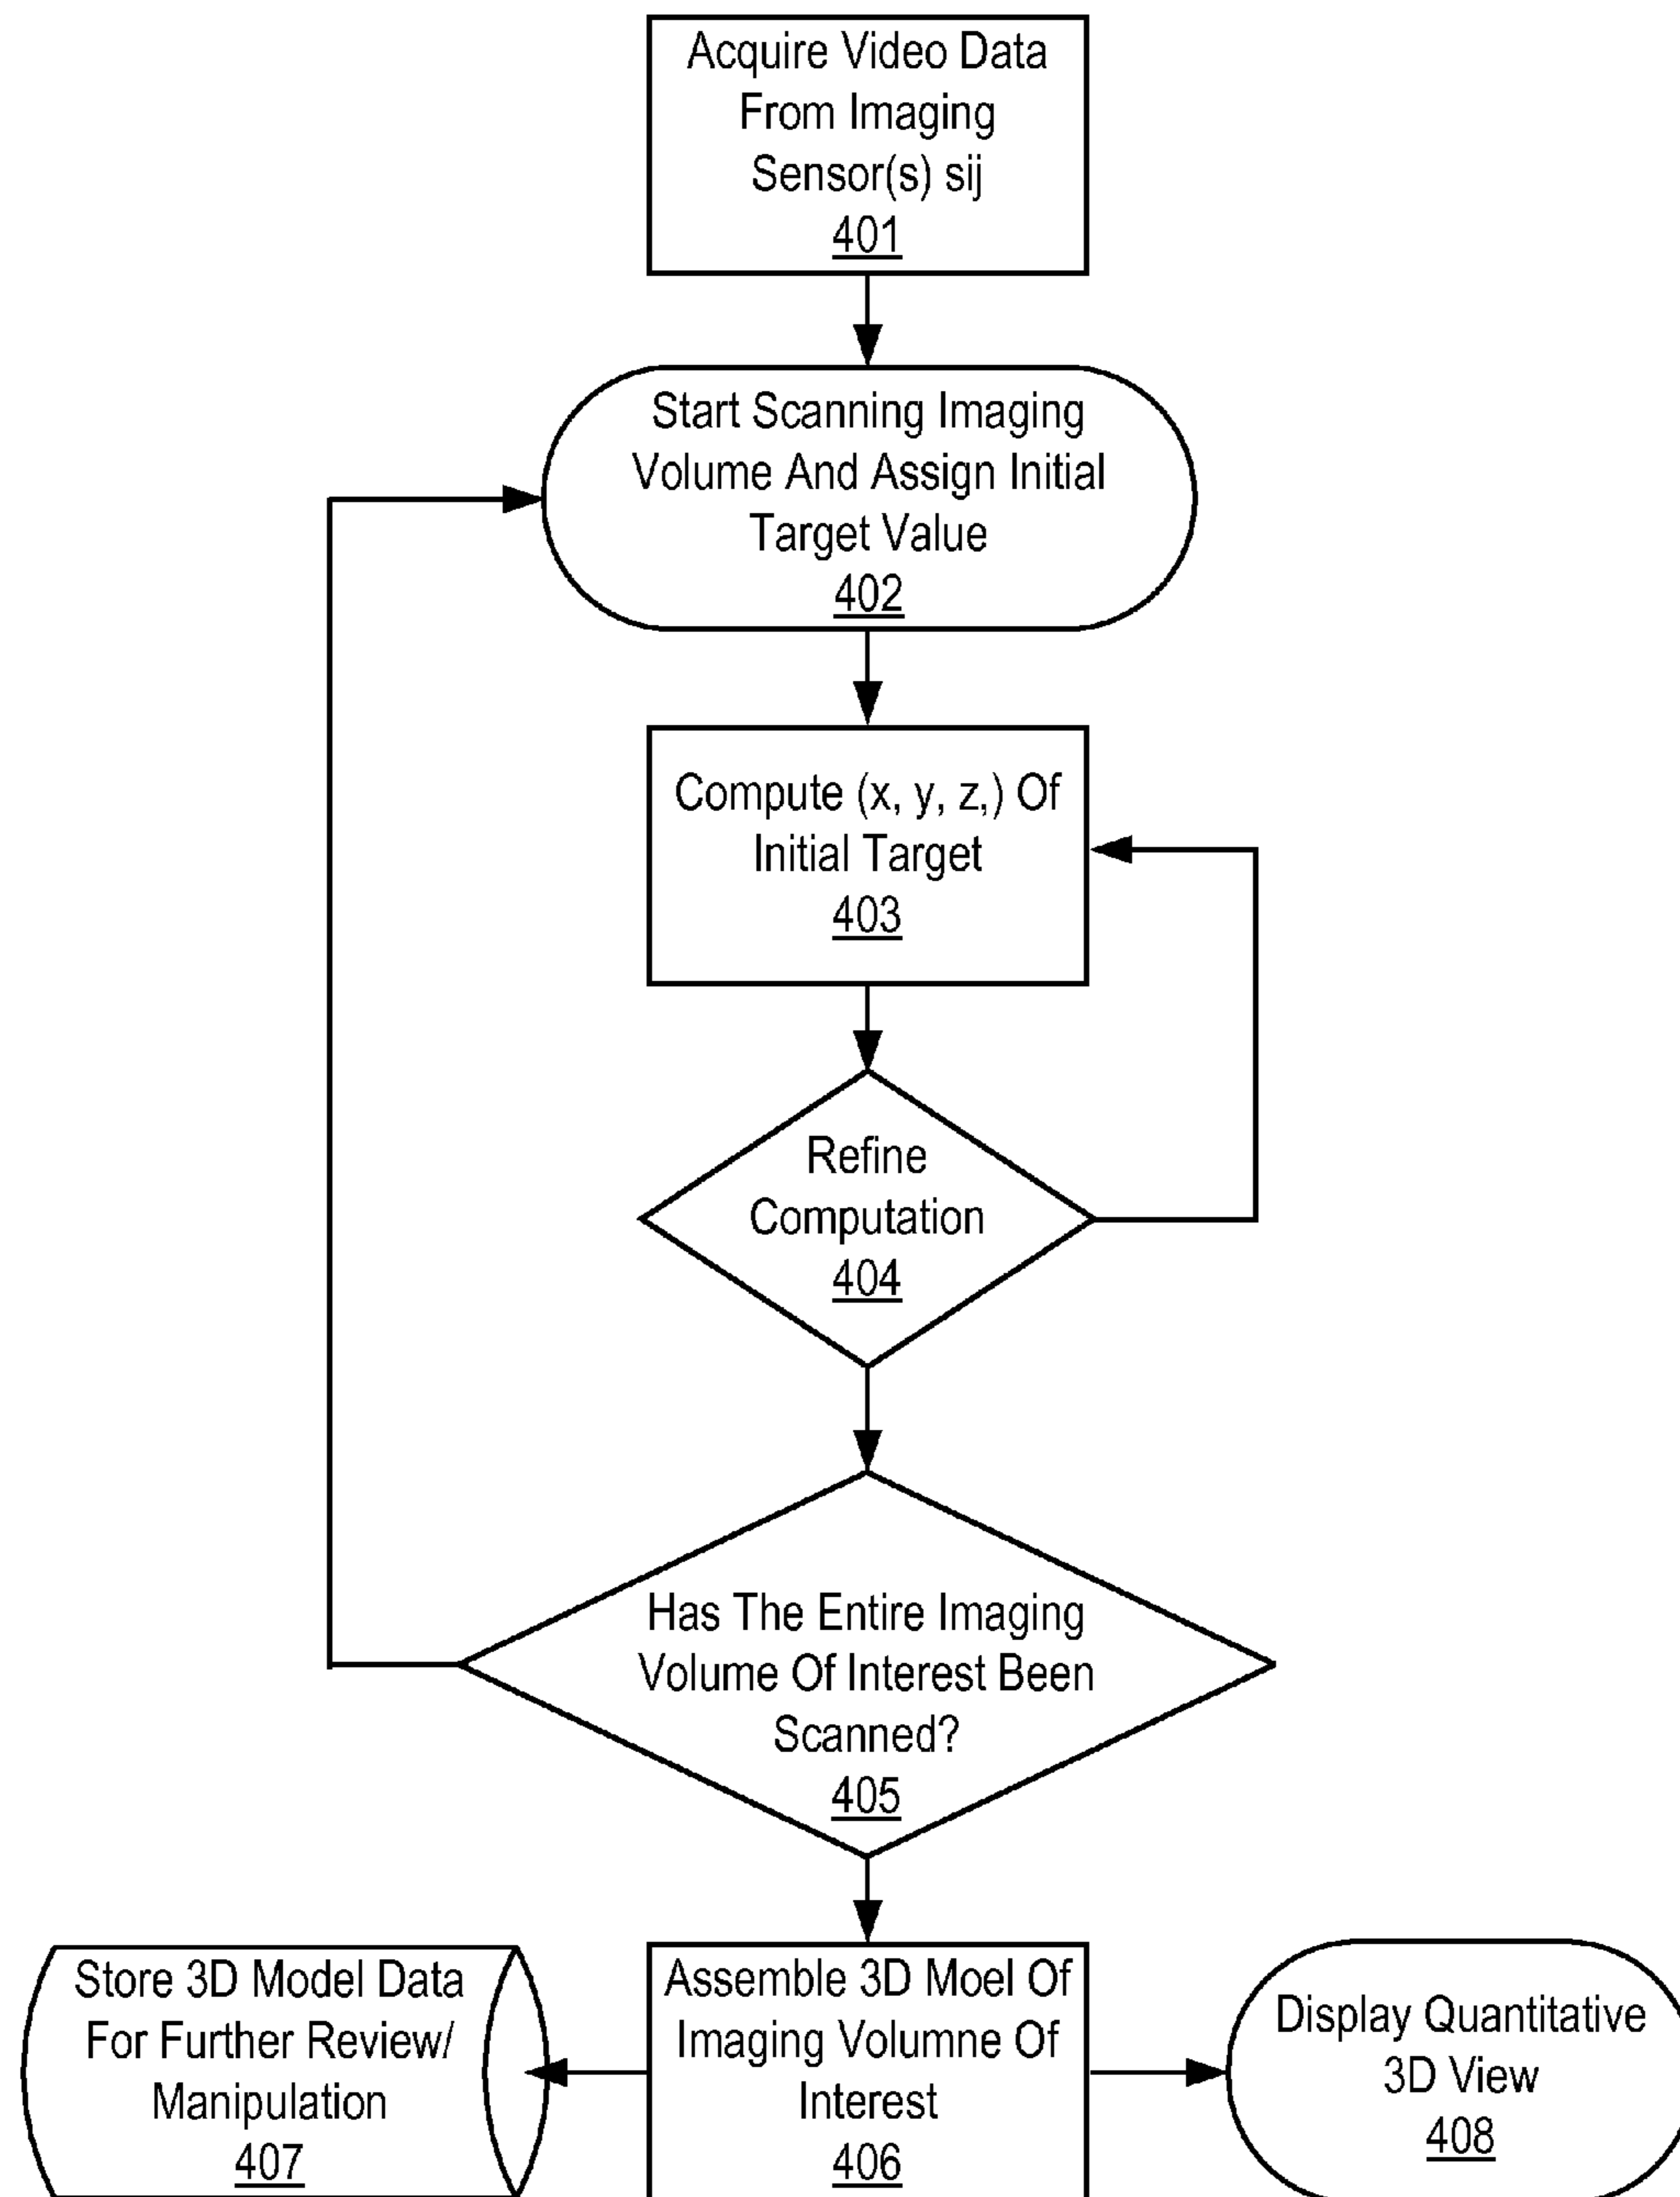 Acquire Video Data
From Imaging
Sensor(s) sij
401
Start Scanning Imaging
Volume And Assign Initial
Target Value
402
Compute (x, y, z,) Of
Initial Target
403
Refine
Computation
404
Has The Entire Imaging
Volume Of Interest Been
Scanned?
405
Store 3D Model Data
For Further Review/
Manipulation
407
Assemble 3D Moel Of
Imaging Volumne Of
Interest
406
Display Quantitative
3D View
408